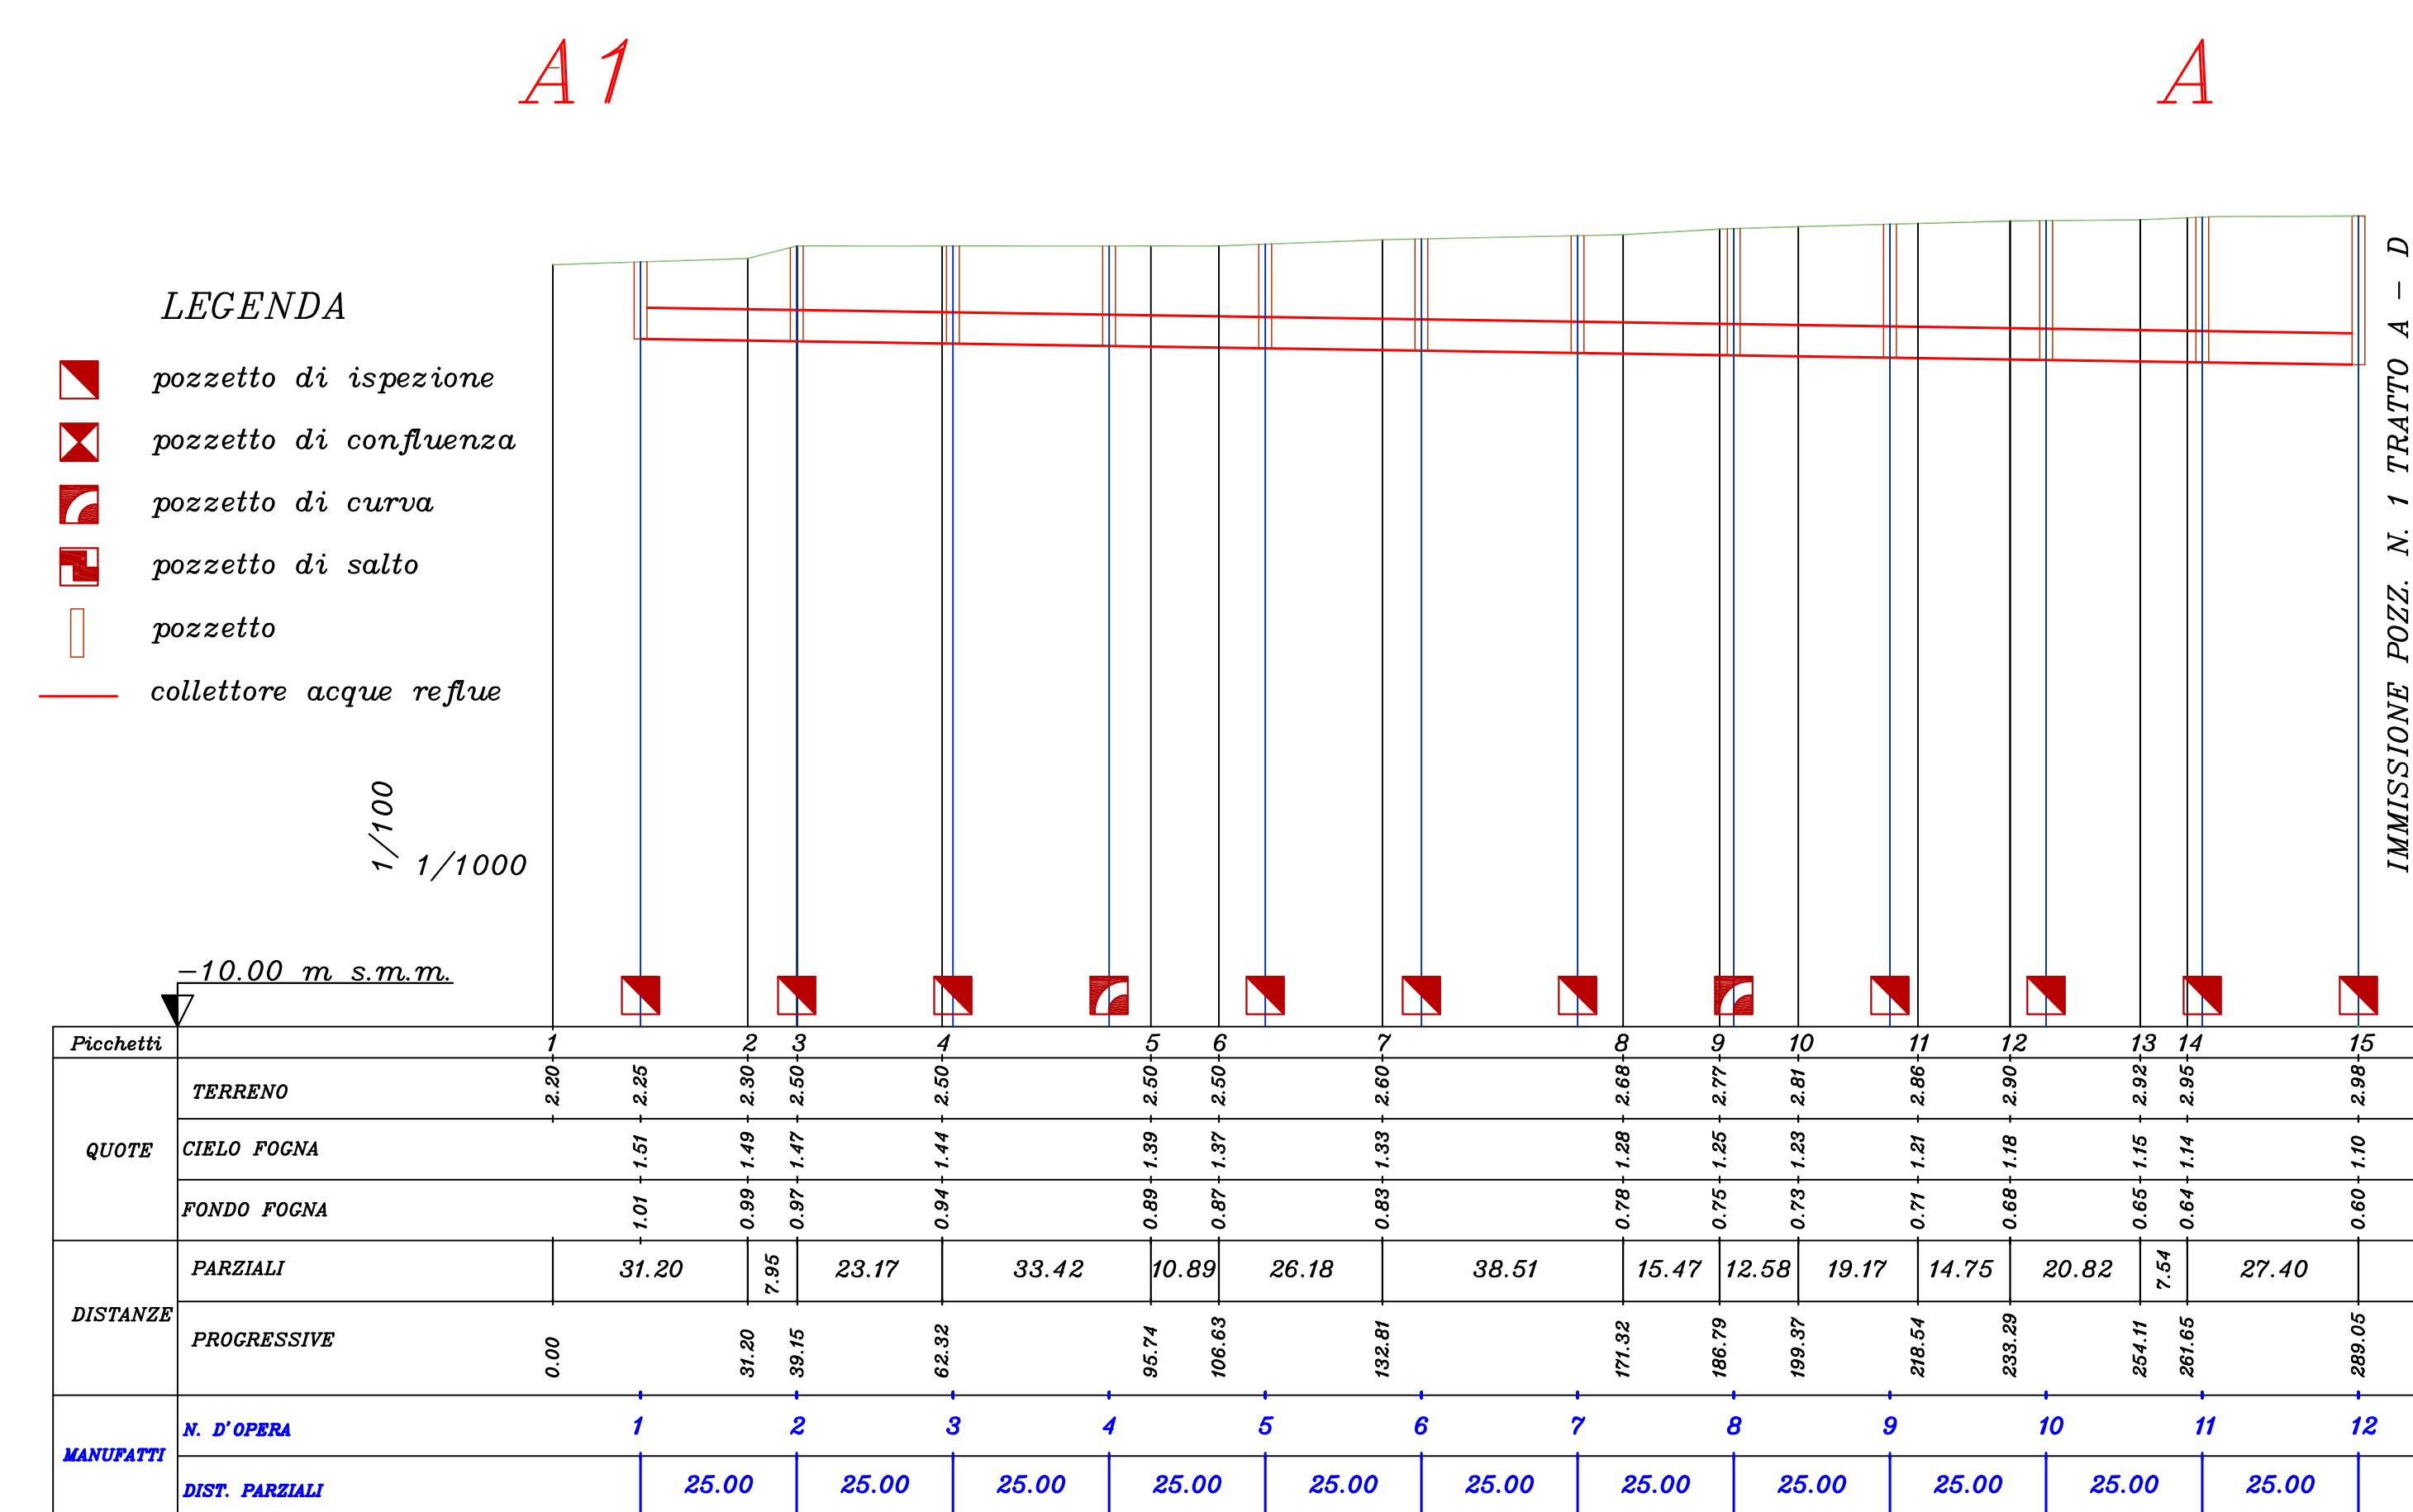 A1
A
LEGENDA
pozzetto di ispezione
pozzetto di confluenza
pozzetto di curva
pozzetto di salto
pozzetto
collettore acque reflue
1/100
1/1000
-10.00 m s.m.m.
IMMISSIONE POZZ. N. 1 TRATTO A - D
Picchetti 1 2 3 4 5 6 7 8 9 10 11 12 13 14 15
QUOTE
TERRENO 2.20 2.25 2.30 2.50 2.50 2.50 2.50 2.60 2.68 2.77 2.81 2.86 2.90 2.92 2.95 2.98
CIELO FOGNA 1.51 1.49 1.47 1.44 1.39 1.37 1.33 1.28 1.25 1.23 1.21 1.18 1.15 1.14 1.10
FONDO FOGNA 1.01 0.99 0.97 0.94 0.89 0.87 0.83 0.78 0.75 0.73 0.71 0.68 0.65 0.64 0.60
DISTANZE
PARZIALI 31.20 7.95 23.17 33.42 10.89 26.18 38.51 15.47 12.58 19.17 14.75 20.82 7.54 27.40
PROGRESSIVE 0.00 31.20 39.15 62.32 95.74 106.63 132.81 171.32 186.79 199.37 218.54 233.29 254.11 261.65 289.05
MANUFATTI
N. D'OPERA 1 2 3 4 5 6 7 8 9 10 11 12
DIST. PARZIALI 25.00 25.00 25.00 25.00 25.00 25.00 25.00 25.00 25.00 25.00 25.00